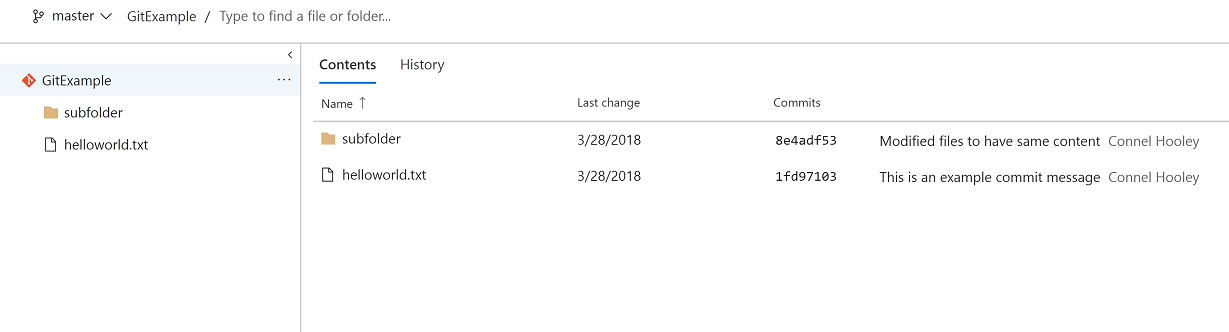 master GitExample / Type to find a file or folder...
GitExample ...
subfolder
helloworld.txt
Contents History
Name ↑ Last change Commits
subfolder 3/28/2018 8e4adf53 Modified files to have same content Connel Hooley
helloworld.txt 3/28/2018 1fd97103 This is an example commit message Connel Hooley